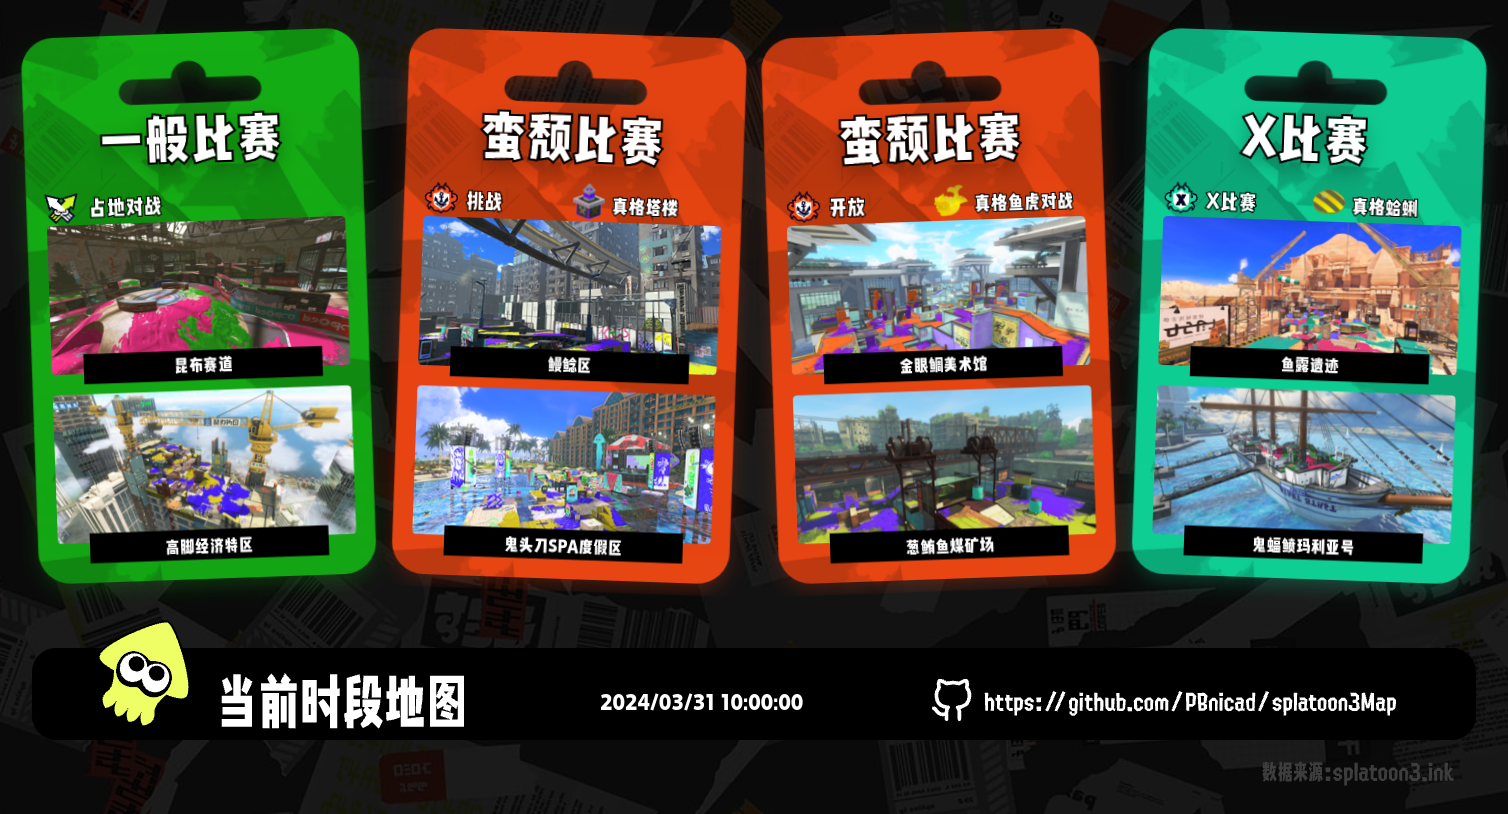 一般比赛
占地对战
昆布赛道
高脚经济特区
蛮颓比赛
挑战
真格塔楼
鳗鲶区
鬼头刀SPA度假区
蛮颓比赛
开放
真格鱼虎对战
金眼鲷美术馆
葱鲔鱼煤矿场
X比赛
X比赛
真格蛤蜊
鱼露遗迹
鬼蝠鲼玛利亚号
当前时段地图
2024/03/31 10:00:00
https://github.com/PBnicad/splatoon3Map
数据来源:splatoon3.ink